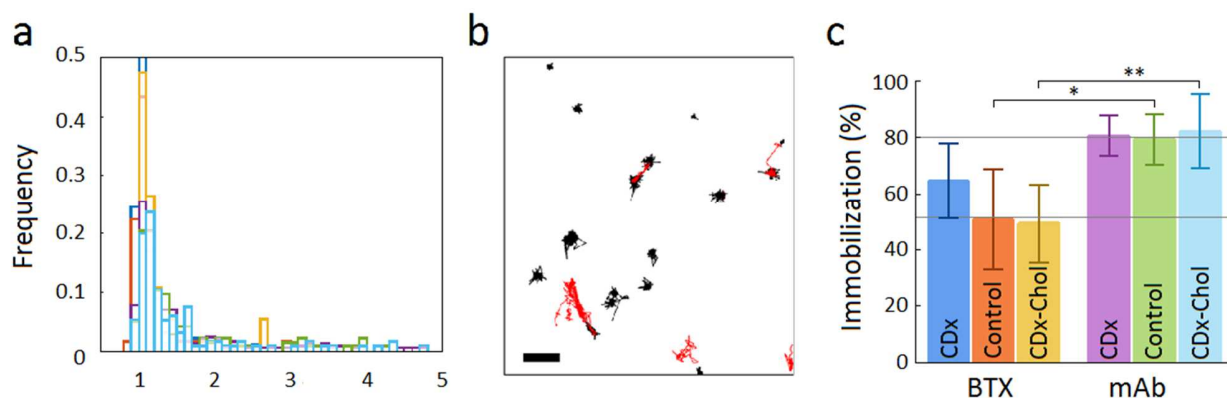 a
Frequency
0.5
0.4
0.3
0.2
0.1
0
1 2 3 4 5
b
c
Immobilization (%)
100
80
60
40
20
0
* **
CDx Control CDx-Chol CDx Control CDx-Chol
BTX mAb